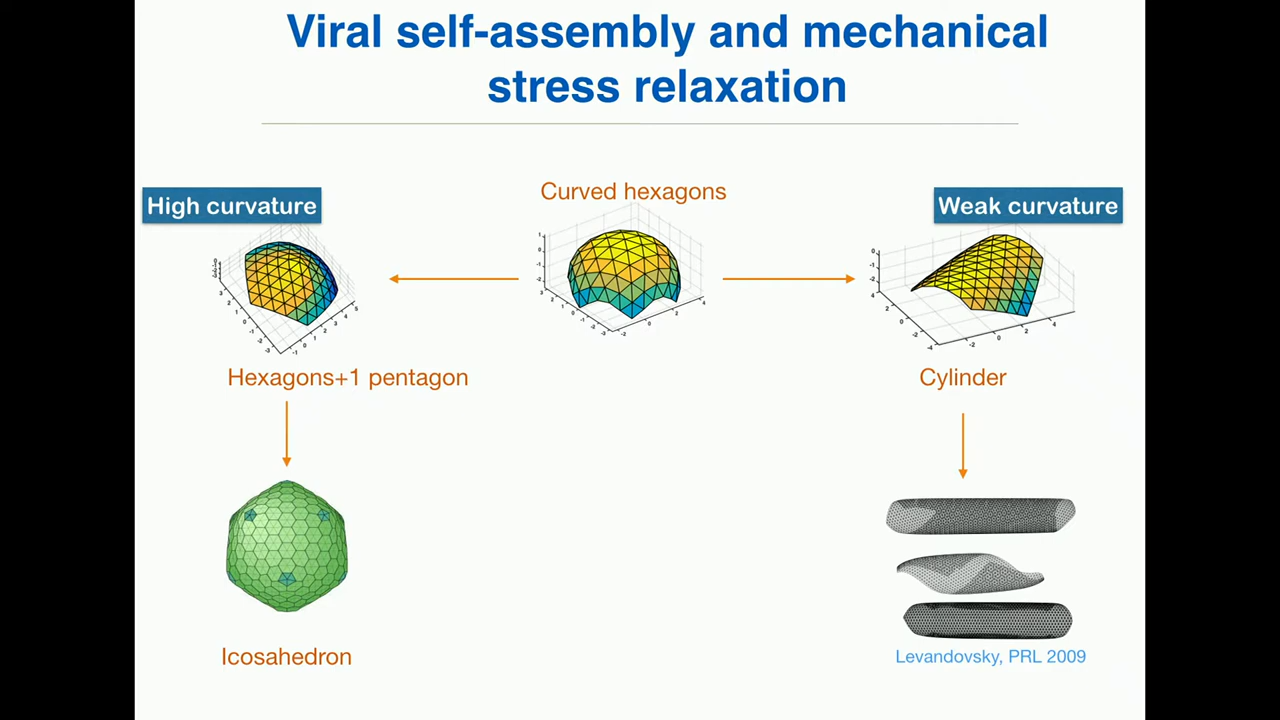 Viral self-assembly and mechanical
stress relaxation
Curved hexagons
High curvature
Weak curvature
Hexagons+1 pentagon
Cylinder
Icosahedron
Levandovsky, PRL 2009